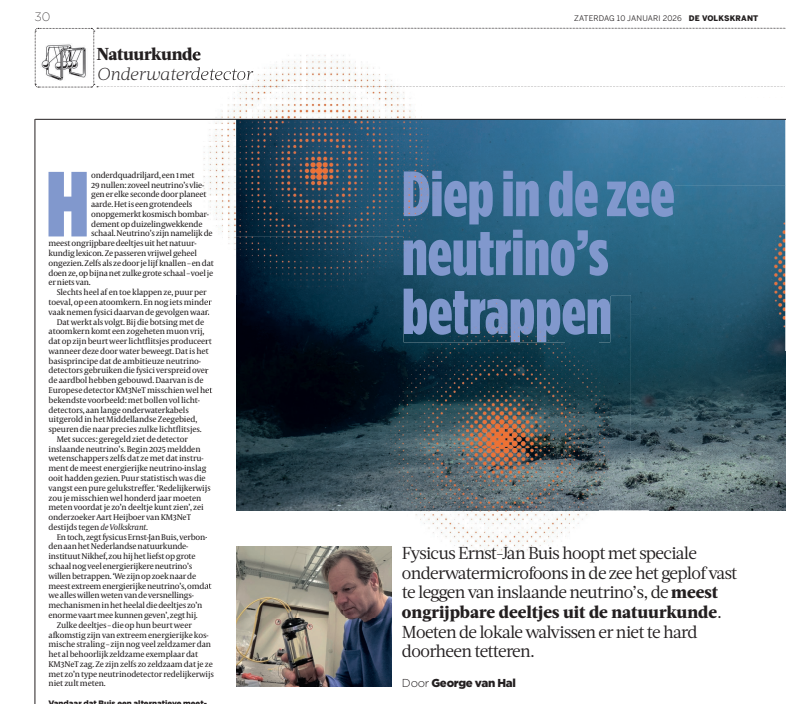 30
ZATERDAG 10 JANUARI 2026 DE VOLKSKRANT
Natuurkunde
Onderwaterdetector
Honderdquadriljard, een 1 met
29 nullen: zoveel neutrino's vlie-
gen er elke seconde door planeet
aarde. Het is een grotendeels
onopgemerkt kosmisch bombar-
dement op duizelingwekkende
schaal. Neutrino's zijn namelijk de
meest ongrijpbare deeltjes uit het natuur-
kundig lexicon. Ze passeren vrijwel geheel
ongezien. Zelfs als ze door je lijf knallen – en dat
doen ze, op bijna net zulke grote schaal – voel je
er niets van.
Slechts heel af en toe klappen ze, puur per
toeval, op een atoomkern. En nog iets minder
vaak nemen fysici daarvan de gevolgen waar.
Dat werkt als volgt. Bij die botsing met de
atoomkern komt een zogeheten muon vrij,
dat op zijn beurt weer lichtflitsjes produceert
wanneer deze door water beweegt. Dat is het
basisprincipe dat de ambitieuze neutrino-
detectors gebruiken die fysici verspreid over
de aardbol hebben gebouwd. Daarvan is de
Europese detector KM3NeT misschien wel het
bekendste voorbeeld: met bollen vol licht-
detectors, aan lange onderwaterkabels
uitgerold in het Middellandse Zeegebied,
speuren die naar precies zulke lichtflitsjes.
Met succes: geregeld ziet de detector
inslaande neutrino's. Begin 2025 meldden
wetenschappers zelfs dat ze met dat instru-
ment de meest energierijke neutrino-inslag
ooit hadden gezien. Puur statistisch was die
vangst een pure gelukstreffer. 'Redelijkerwijs
zou je misschien wel honderd jaar moeten
meten voordat je zo'n deeltje kunt zien', zei
onderzoeker Aart Heijboer van KM3NeT
destijds tegen de Volkskrant.
En toch, zegt fysicus Ernst-Jan Buis, verbon-
den aan het Nederlandse natuurkunde-
instituut Nikhef, zou hij het liefst op grote
schaal nog veel energierijkere neutrino's
willen betrappen. 'We zijn op zoek naar de
meest extreem energierijke neutrino's, omdat
we alles willen weten van de versnellings-
mechanismen in het heelal die deeltjes zo'n
enorme vaart mee kunnen geven', zegt hij.
Zulke deeltjes – die op hun beurt weer
afkomstig zijn van extreem energierijke kos-
mische straling – zijn nog veel zeldzamer dan
het al behoorlijk zeldzame exemplaar dat
KM3NeT zag. Ze zijn zelfs zo zeldzaam dat je ze
met zo'n type neutrinodetector redelijkerwijs
niet zult meten.
Vandaar dat Buis een alternatieve meet-
Diep in de zee
neutrino's
betrappen
Fysicus Ernst-Jan Buis hoopt met speciale
onderwatermicrofoons in de zee het geplof vast
te leggen van inslaande neutrino's, de meest
ongrijpbare deeltjes uit de natuurkunde.
Moeten de lokale walvissen er niet te hard
doorheen tetteren.
Door George van Hal